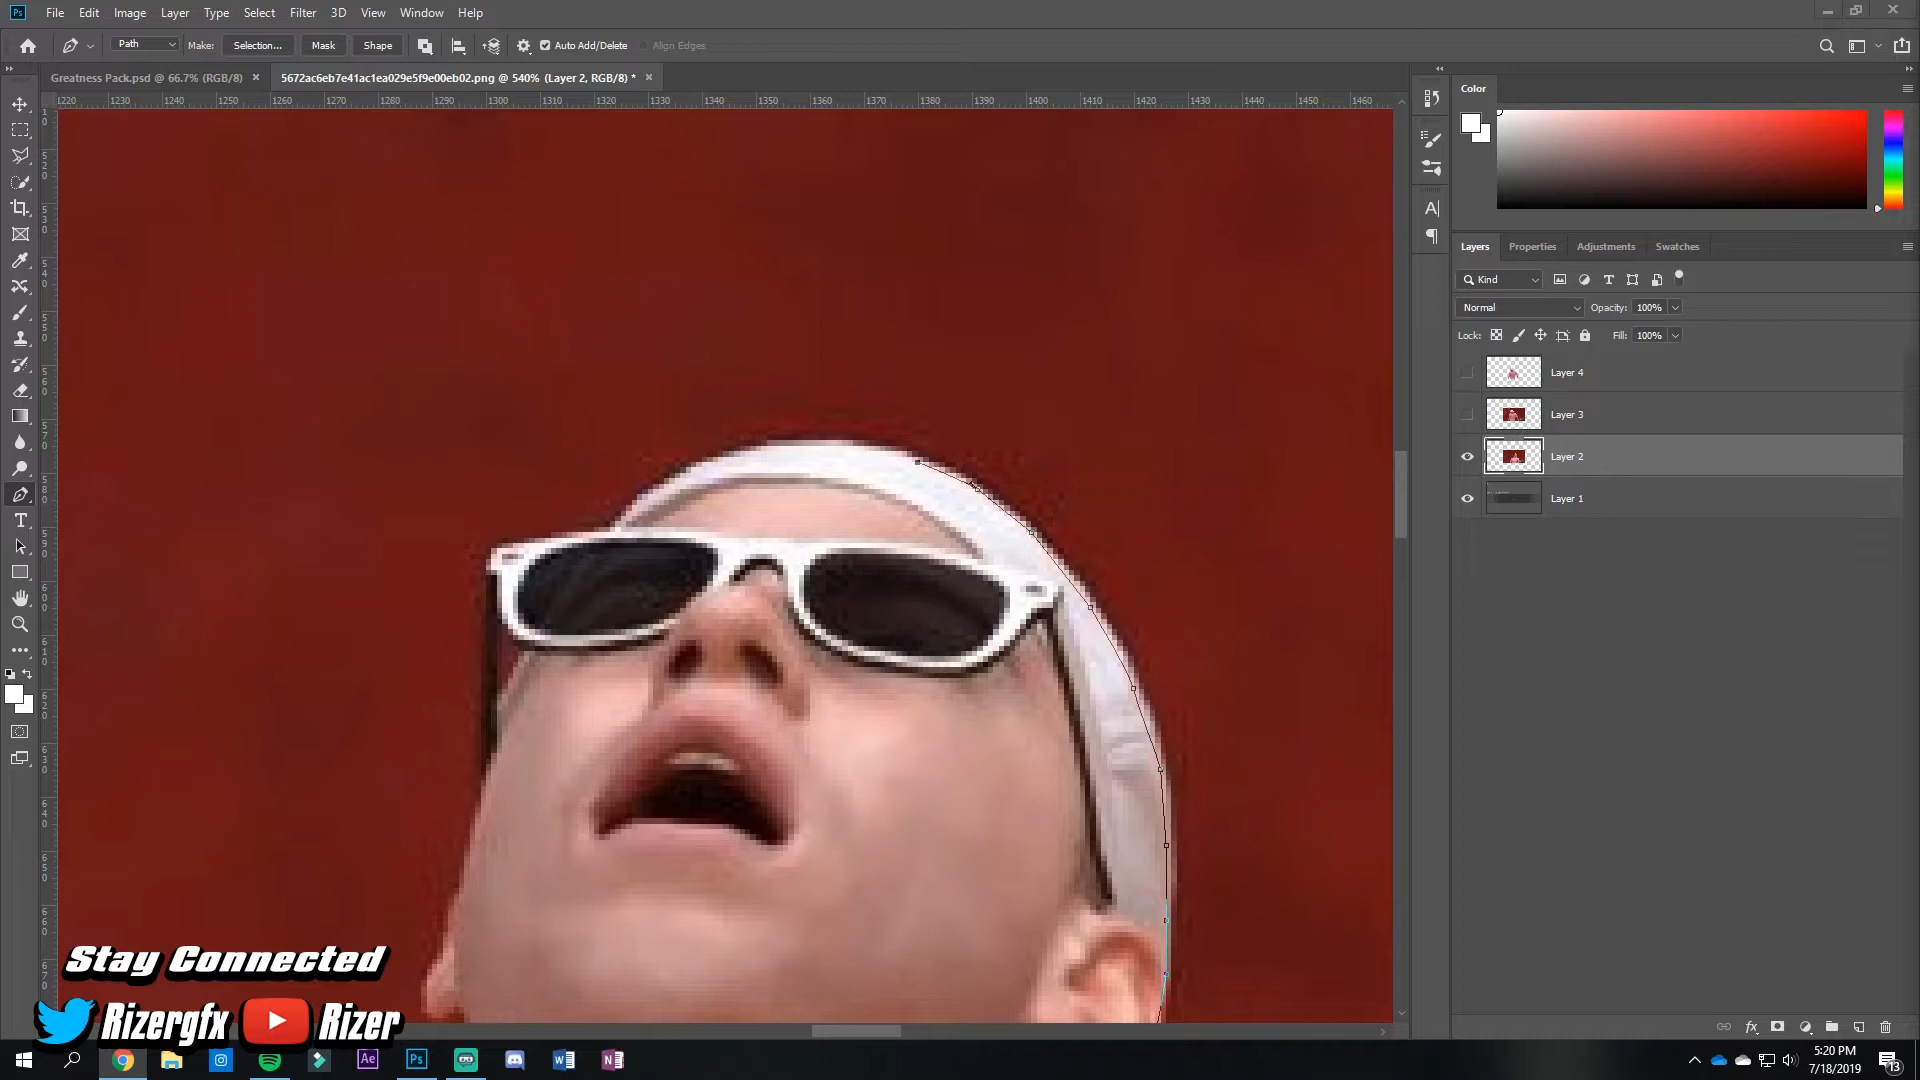 Ps File Edit Image Layer Type Select Filter 3D View Window Help
Path Make: Selection... Mask Shape Auto Add/Delete Align Edges
Greatness Pack.psd @ 66.7% (RGB/8) × 5672ac6eb7e41ac1ea029e5f9e00eb02.png @ 540% (Layer 2, RGB/8) * ×
1220 1230 1240 1250 1260 1270 1280 1290 1300 1310 1320 1330 1340 1350 1360 1370 1380 1390 1400 1410 1420 1430 1440 1450 1460
Color
Layers Properties Adjustments Swatches
Kind
Normal Opacity: 100%
Lock: Fill: 100%
Layer 4
Layer 3
Layer 2
Layer 1
Stay Connected
Rizergfx Rizer
Ae Ps
5:20 PM
7/18/2019
13